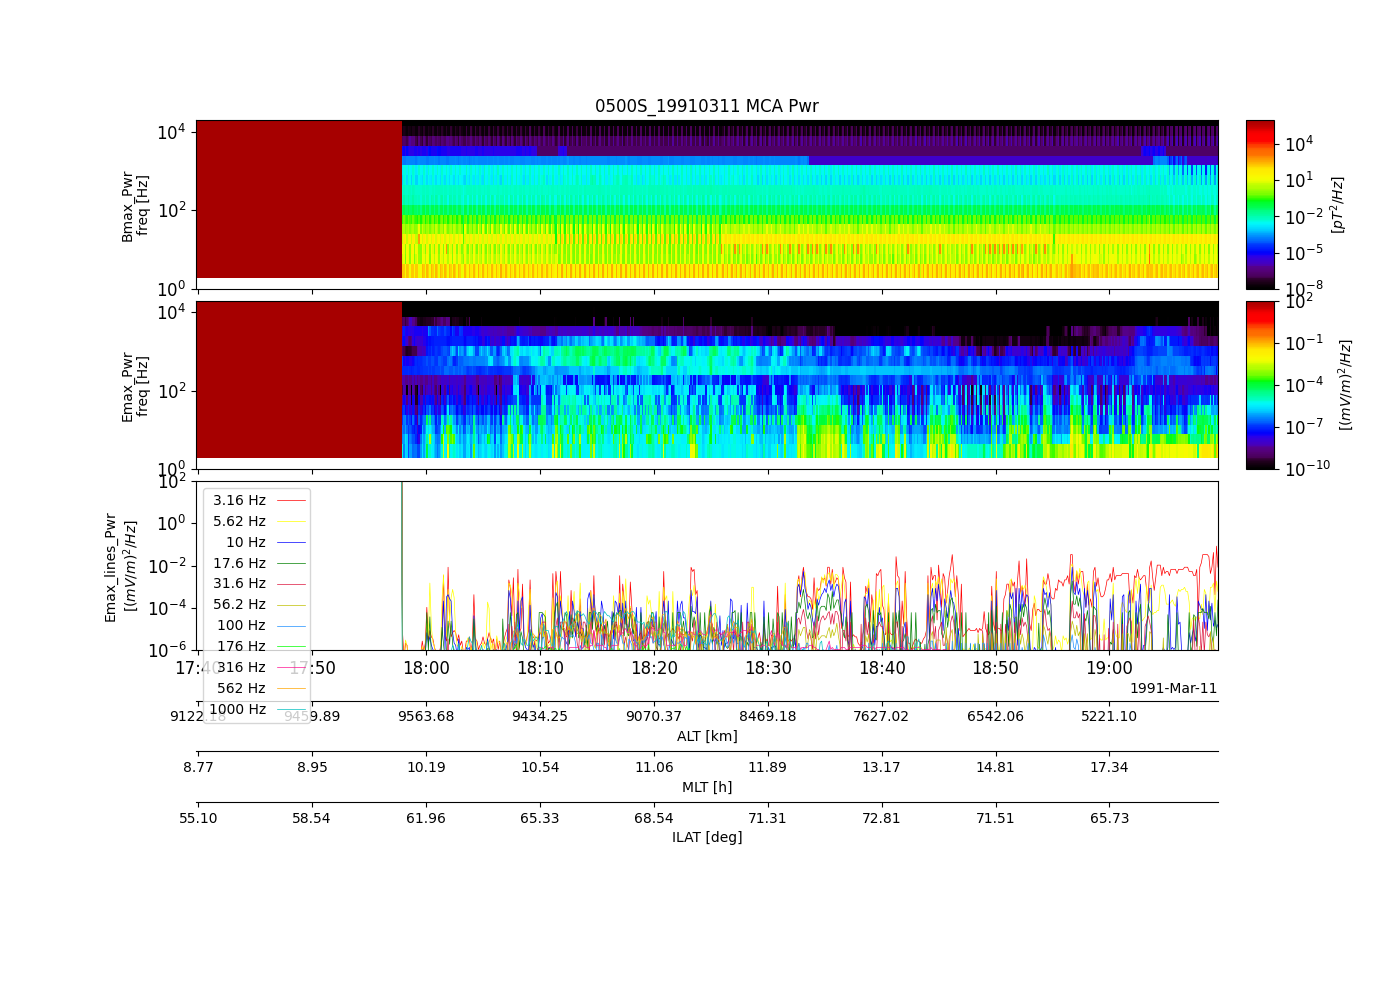 0500S_19910311 MCA Pwr
Bmax_Pwr
freq [Hz]
10^4
10^2
10^0
10^4
10^1
10^-2
10^-5
10^-8
[pT^2/Hz]
Emax_Pwr
freq [Hz]
10^4
10^2
10^0
10^2
10^-1
10^-4
10^-7
10^-10
[(mV/m)^2/Hz]
Emax_lines_Pwr
[(mV/m)^2/Hz]
10^2
10^0
10^-2
10^-4
10^-6
3.16 Hz
5.62 Hz
10 Hz
17.6 Hz
31.6 Hz
56.2 Hz
100 Hz
176 Hz
316 Hz
562 Hz
1000 Hz
17:40 17:50 18:00 18:10 18:20 18:30 18:40 18:50 19:00
1991-Mar-11
9122.18 9459.89 9563.68 9434.25 9070.37 8469.18 7627.02 6542.06 5221.10
ALT [km]
8.77 8.95 10.19 10.54 11.06 11.89 13.17 14.81 17.34
MLT [h]
55.10 58.54 61.96 65.33 68.54 71.31 72.81 71.51 65.73
ILAT [deg]